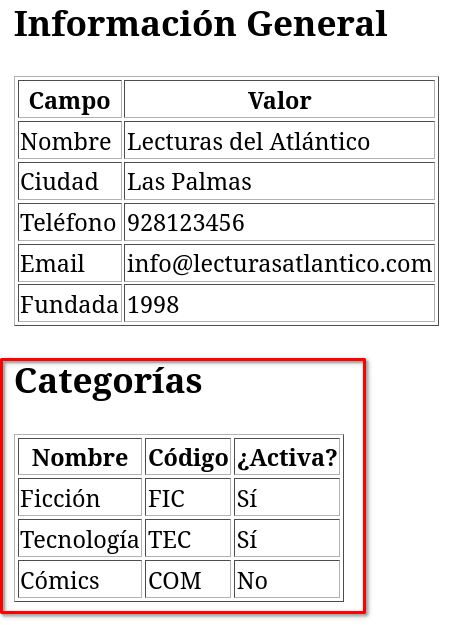 Información General
Campo Valor
Nombre Lecturas del Atlántico
Ciudad Las Palmas
Teléfono 928123456
Email info@lecturasatlantico.com
Fundada 1998
Categorías
Nombre Código ¿Activa?
Ficción FIC Sí
Tecnología TEC Sí
Cómics COM No